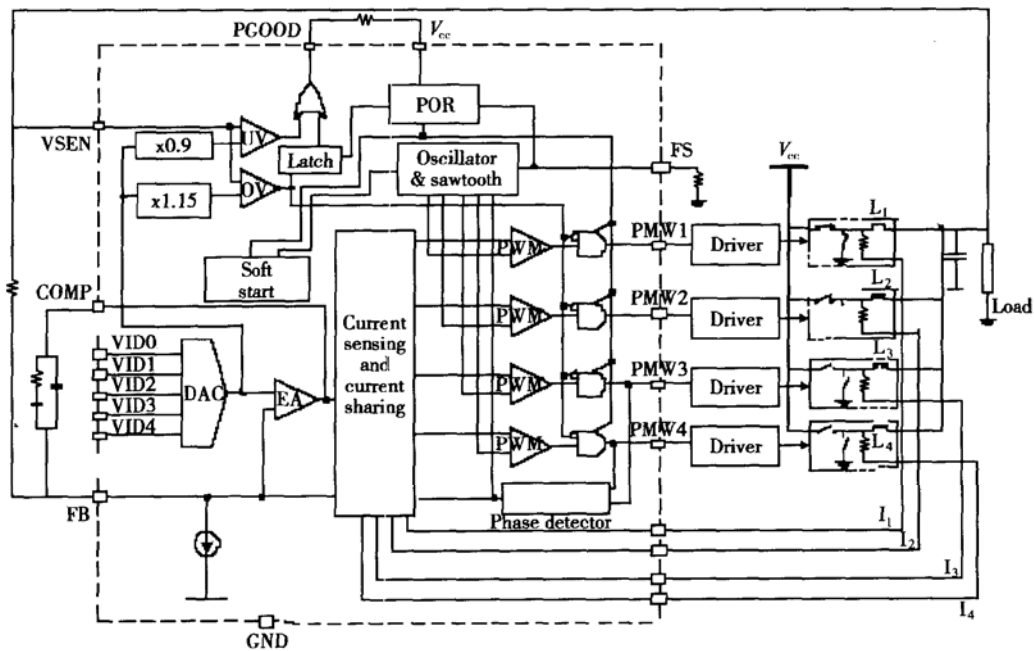 PGOOD
Vcc
POR
VSEN
x0.9
UV
Latch
Oscillator
& sawtooth
FS
Vcc
x1.15
OV
L1
PWM
PMW1
Driver
Soft
start
COMP
L2
PWM
PMW2
Driver
Load
Current
sensing
and
current
sharing
VID0
VID1
VID2
VID3
VID4
DAC
EA
L3
PWM
PMW3
Driver
PWM
PMW4
Driver
L4
FB
Phase detector
I1
I2
I3
I4
GND